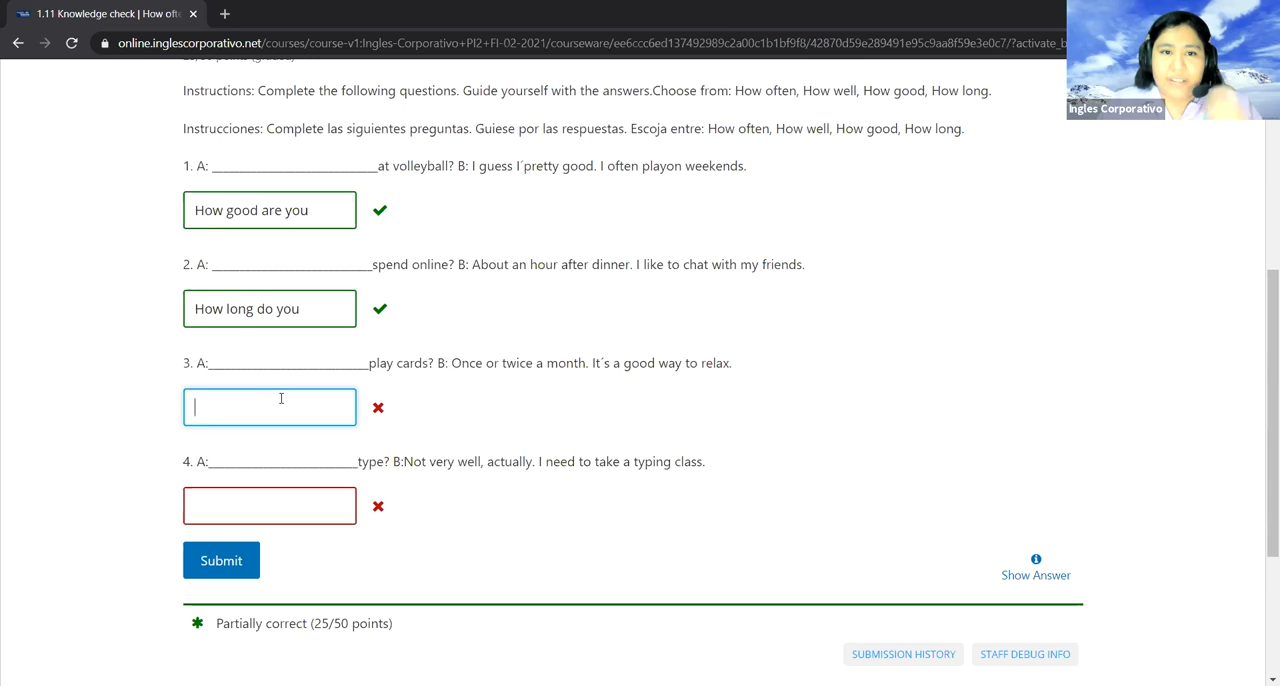 1.11 Knowledge check | How oft
online.inglescorporativo.net/courses/course-v1:Ingles-Corporativo+PI2+FI-02-2021/courseware/ee6ccc6ed137492989c2a00c1b1bf9f8/42870d59e289491e95c9aa8f59e3e0c7/?activate_b
Ingles Corporativo
Instructions: Complete the following questions. Guide yourself with the answers.Choose from: How often, How well, How good, How long.
Instrucciones: Complete las siguientes preguntas. Guiese por las respuestas. Escoja entre: How often, How well, How good, How long.
1. A: __________________________at volleyball? B: I guess I´pretty good. I often playon weekends.
How good are you
2. A: _________________________spend online? B: About an hour after dinner. I like to chat with my friends.
How long do you
3. A:_________________________play cards? B: Once or twice a month. It´s a good way to relax.
4. A:_______________________type? B:Not very well, actually. I need to take a typing class.
Submit
Show Answer
Partially correct (25/50 points)
SUBMISSION HISTORY
STAFF DEBUG INFO